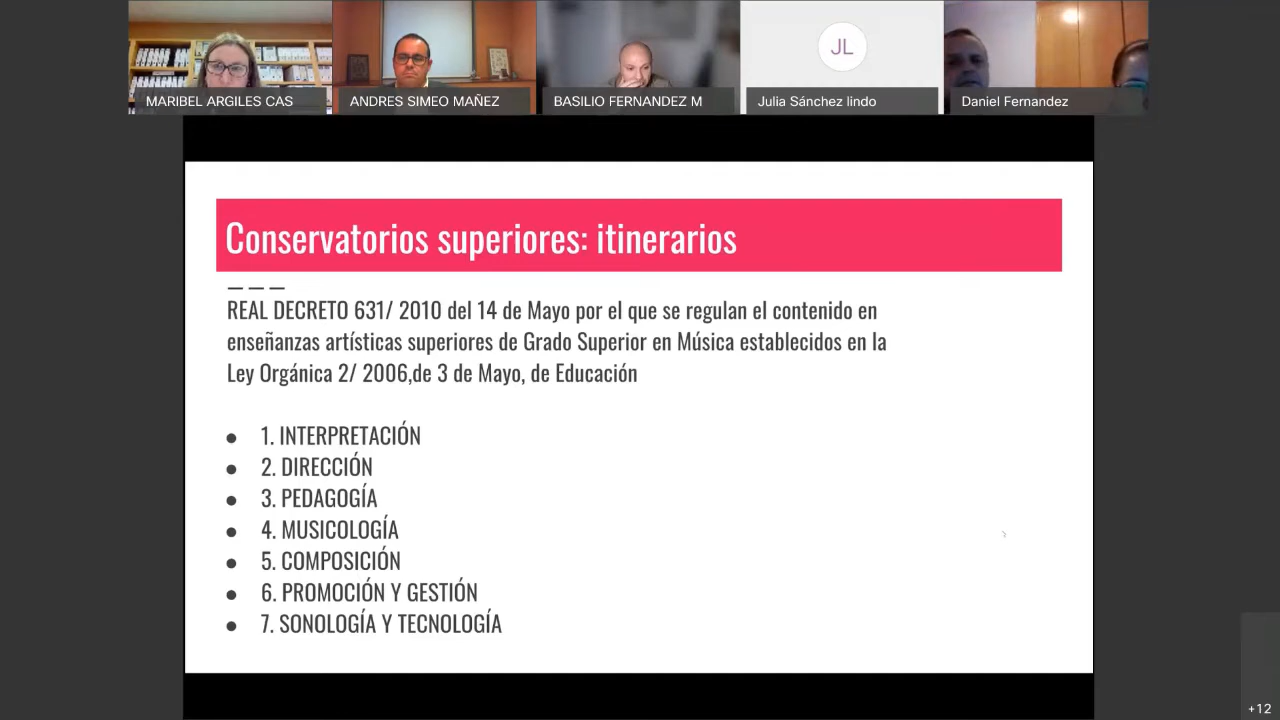 MARIBEL ARGILES CAS
ANDRES SIMEO MAÑEZ
BASILIO FERNANDEZ M
JL
Julia Sánchez lindo
Daniel Fernandez
Conservatorios superiores: itinerarios
REAL DECRETO 631/ 2010 del 14 de Mayo por el que se regulan el contenido en
enseñanzas artísticas superiores de Grado Superior en Música establecidos en la
Ley Orgánica 2/ 2006,de 3 de Mayo, de Educación
● 1. INTERPRETACIÓN
● 2. DIRECCIÓN
● 3. PEDAGOGÍA
● 4. MUSICOLOGÍA
● 5. COMPOSICIÓN
● 6. PROMOCIÓN Y GESTIÓN
● 7. SONOLOGÍA Y TECNOLOGÍA
+12